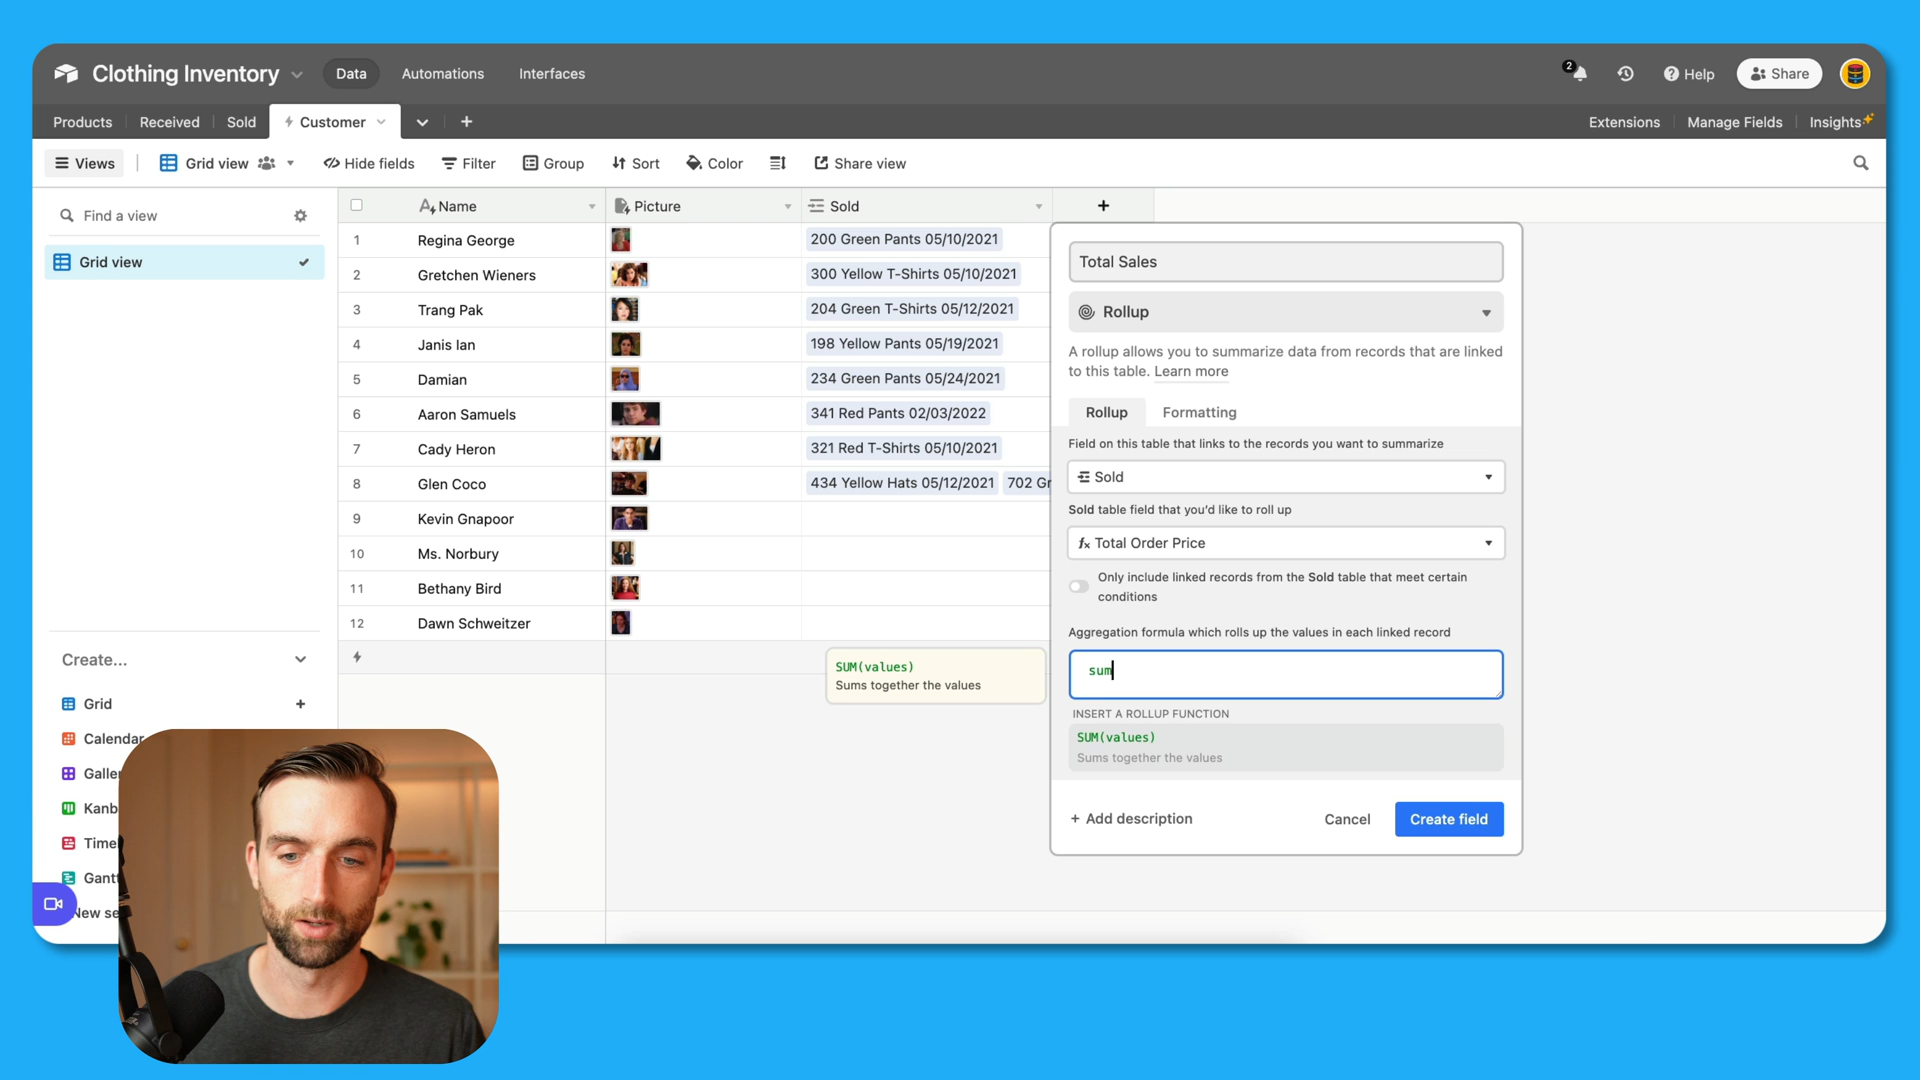 Clothing Inventory
Data
Automations
Interfaces
2
Help
Share
Products
Received
Sold
Customer
Extensions
Manage Fields
Insights
Views
Grid view
Hide fields
Filter
Group
Sort
Color
Share view
Find a view
Grid view
Create...
Grid
Calendar
Galle
Kanb
Time
Gantt
New se
Name
Picture
Sold
1 Regina George 200 Green Pants 05/10/2021
2 Gretchen Wieners 300 Yellow T-Shirts 05/10/2021
3 Trang Pak 204 Green T-Shirts 05/12/2021
4 Janis Ian 198 Yellow Pants 05/19/2021
5 Damian 234 Green Pants 05/24/2021
6 Aaron Samuels 341 Red Pants 02/03/2022
7 Cady Heron 321 Red T-Shirts 05/10/2021
8 Glen Coco 434 Yellow Hats 05/12/2021 702 Gr
9 Kevin Gnapoor
10 Ms. Norbury
11 Bethany Bird
12 Dawn Schweitzer
SUM(values)
Sums together the values
Total Sales
Rollup
A rollup allows you to summarize data from records that are linked
to this table. Learn more
Rollup
Formatting
Field on this table that links to the records you want to summarize
Sold
Sold table field that you'd like to roll up
Total Order Price
Only include linked records from the Sold table that meet certain
conditions
Aggregation formula which rolls up the values in each linked record
sum
INSERT A ROLLUP FUNCTION
SUM(values)
Sums together the values
+ Add description
Cancel
Create field